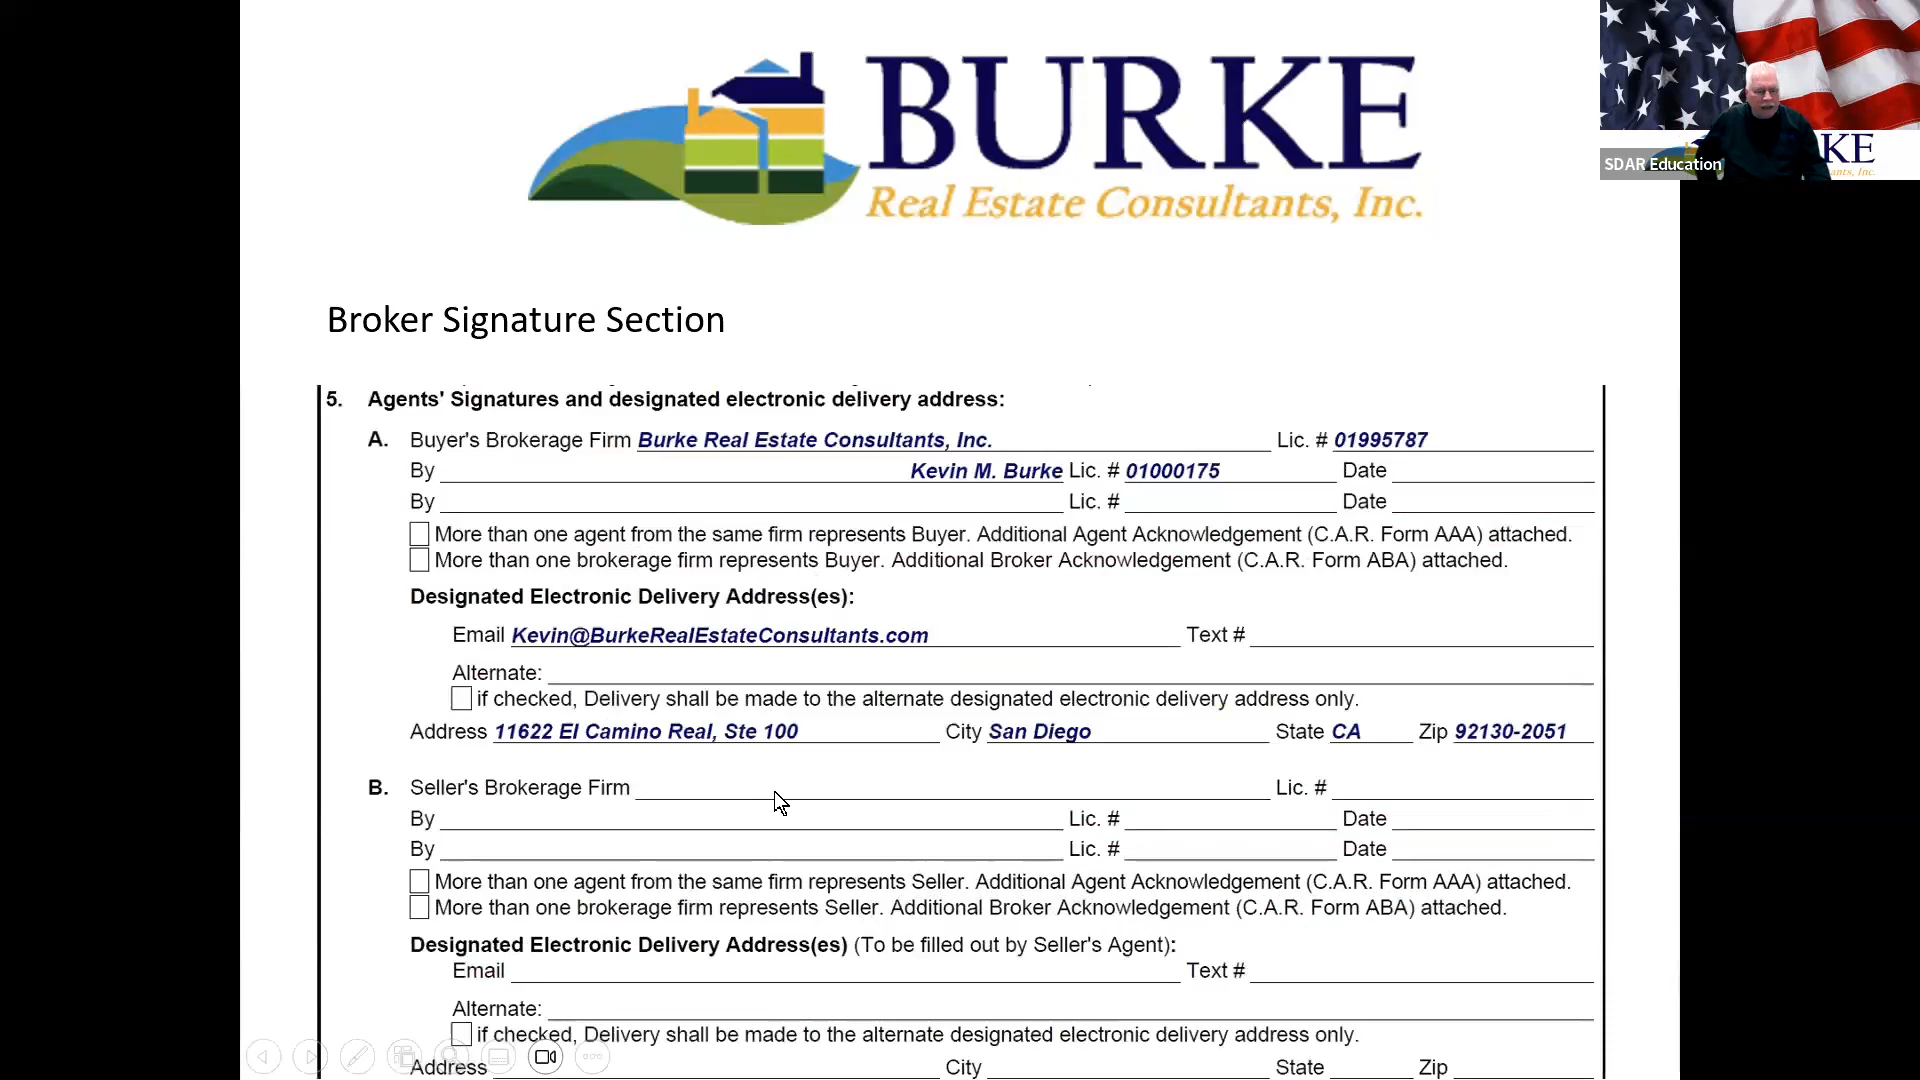 BURKE
Real Estate Consultants, Inc.
KE
SDAR Education
ants, Inc.
Broker Signature Section
5. Agents' Signatures and designated electronic delivery address:
A. Buyer's Brokerage Firm Burke Real Estate Consultants, Inc. Lic. # 01995787
By Kevin M. Burke Lic. # 01000175 Date
By Lic. # Date
More than one agent from the same firm represents Buyer. Additional Agent Acknowledgement (C.A.R. Form AAA) attached.
More than one brokerage firm represents Buyer. Additional Broker Acknowledgement (C.A.R. Form ABA) attached.
Designated Electronic Delivery Address(es):
Email Kevin@BurkeRealEstateConsultants.com Text #
Alternate:
if checked, Delivery shall be made to the alternate designated electronic delivery address only.
Address 11622 El Camino Real, Ste 100 City San Diego State CA Zip 92130-2051
B. Seller's Brokerage Firm Lic. #
By Lic. # Date
By Lic. # Date
More than one agent from the same firm represents Seller. Additional Agent Acknowledgement (C.A.R. Form AAA) attached.
More than one brokerage firm represents Seller. Additional Broker Acknowledgement (C.A.R. Form ABA) attached.
Designated Electronic Delivery Address(es) (To be filled out by Seller's Agent):
Email Text #
Alternate:
if checked, Delivery shall be made to the alternate designated electronic delivery address only.
Address City State Zip